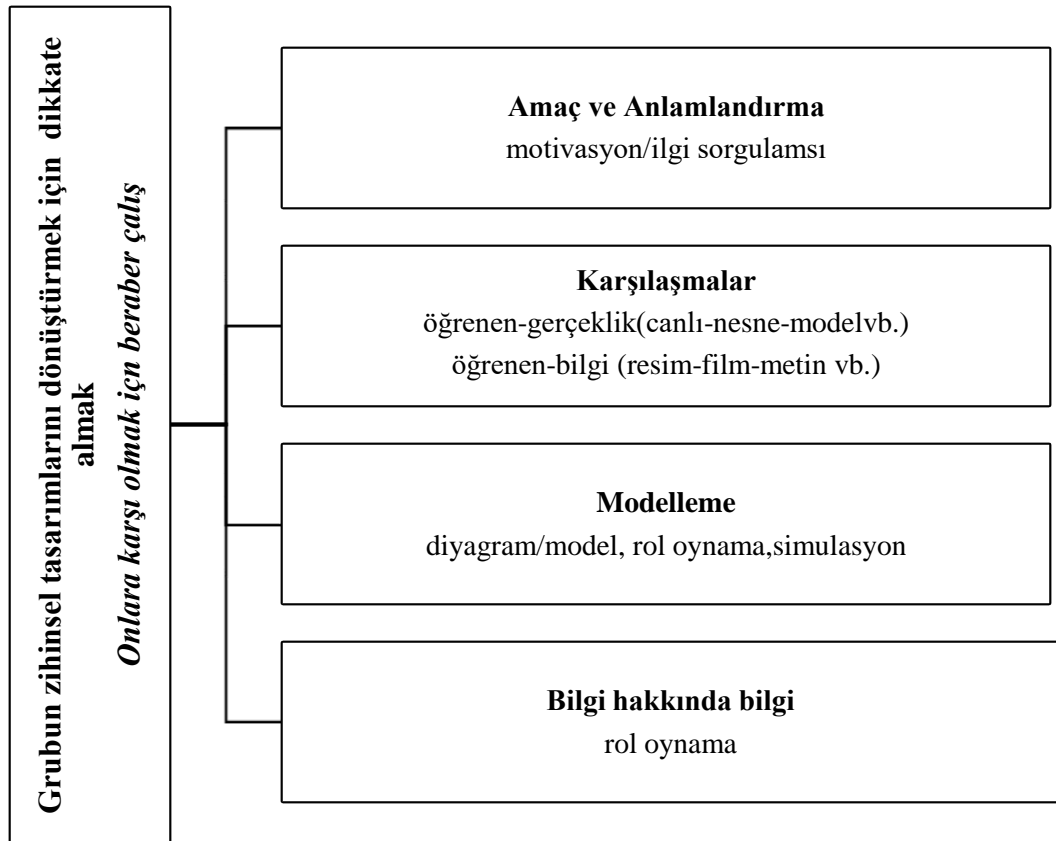 Grubun zihinsel tasarımlarını dönüştürmek için dikkate
almak
Onlara karşı olmak içn beraber çalış
Amaç ve Anlamlandırma
motivasyon/ilgi sorgulamsı
Karşılaşmalar
öğrenen-gerçeklik(canlı-nesne-modelvb.)
öğrenen-bilgi (resim-film-metin vb.)
Modelleme
diyagram/model, rol oynama,simulasyon
Bilgi hakkında bilgi
rol oynama